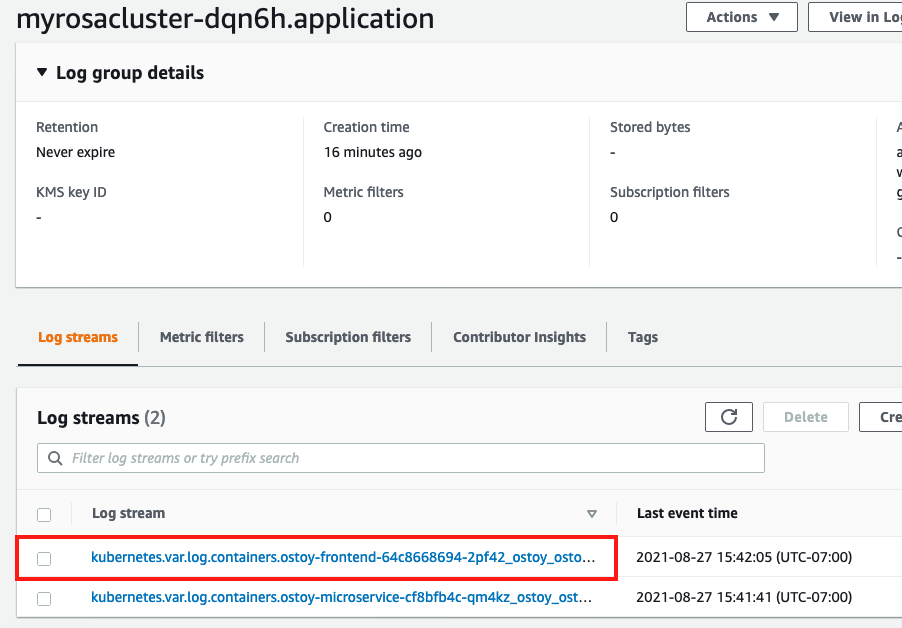 myrosacluster-dqn6h.application
Actions ▼
View in Log
Log group details
Retention
Creation time
Stored bytes
Never expire
16 minutes ago
-
KMS key ID
Metric filters
Subscription filters
-
0
0
Log streams
Metric filters
Subscription filters
Contributor Insights
Tags
Log streams (2)
Delete
Cre
Filter log streams or try prefix search
Log stream
Last event time
kubernetes.var.log.containers.ostoy-frontend-64c8668694-2pf42_ostoy_osto...
2021-08-27 15:42:05 (UTC-07:00)
kubernetes.var.log.containers.ostoy-microservice-cf8bfb4c-qm4kz_ostoy_ost...
2021-08-27 15:41:41 (UTC-07:00)